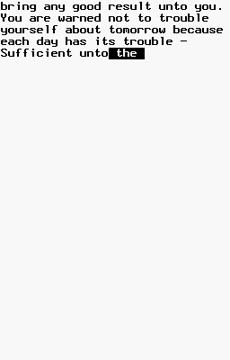 bring any good result unto you.
You are warned not to trouble
yourself about tomorrow because
each day has its trouble —
Sufficient unto the